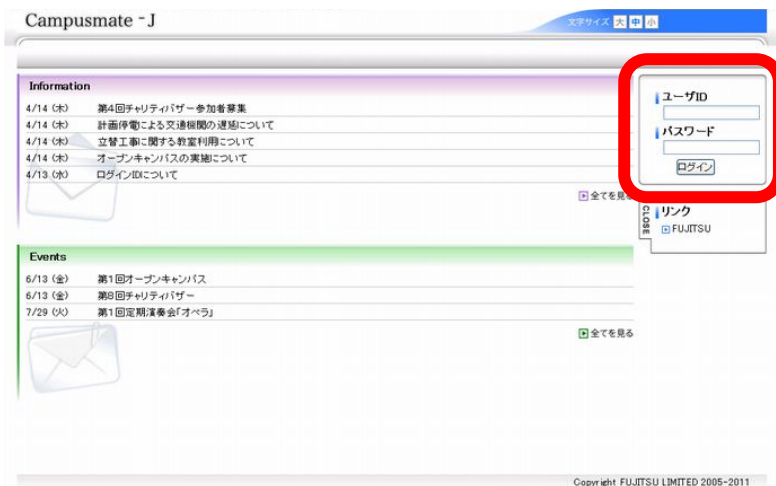 Campusmate-J
文字サイズ 大 中 小
Information
4/14 (木) 第4回チャリティバザー参加者募集
4/14 (木) 計画停電による交通機関の遅延について
4/14 (木) 立替工事に関する教室利用について
4/14 (木) オープンキャンパスの実施について
4/13 (水) ログインIDについて
全てを見る
ユーザID
パスワード
ログイン
CLOSE
リンク
FUJITSU
Events
6/13 (金) 第1回オープンキャンパス
6/13 (金) 第8回チャリティバザー
7/29 (火) 第1回定期演奏会「オペラ」
全てを見る
Copyright FUJITSU LIMITED 2005-2011